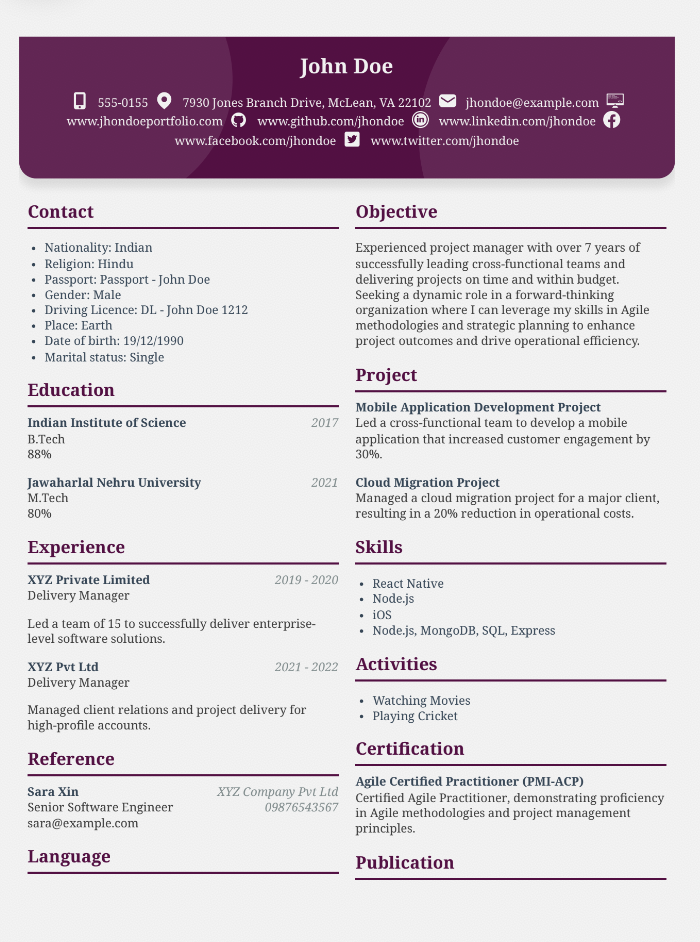 John Doe
555-0155 7930 Jones Branch Drive, McLean, VA 22102 jhondoe@example.com
www.jhondoeportfolio.com www.github.com/jhondoe www.linkedin.com/jhondoe
www.facebook.com/jhondoe www.twitter.com/jhondoe
Contact
• Nationality: Indian
• Religion: Hindu
• Passport: Passport - John Doe
• Gender: Male
• Driving Licence: DL - John Doe 1212
• Place: Earth
• Date of birth: 19/12/1990
• Marital status: Single
Education
Indian Institute of Science 2017
B.Tech
88%
Jawaharlal Nehru University 2021
M.Tech
80%
Experience
XYZ Private Limited 2019 - 2020
Delivery Manager
Led a team of 15 to successfully deliver enterprise-
level software solutions.
XYZ Pvt Ltd 2021 - 2022
Delivery Manager
Managed client relations and project delivery for
high-profile accounts.
Reference
Sara Xin XYZ Company Pvt Ltd
Senior Software Engineer 09876543567
sara@example.com
Language
Objective
Experienced project manager with over 7 years of
successfully leading cross-functional teams and
delivering projects on time and within budget.
Seeking a dynamic role in a forward-thinking
organization where I can leverage my skills in Agile
methodologies and strategic planning to enhance
project outcomes and drive operational efficiency.
Project
Mobile Application Development Project
Led a cross-functional team to develop a mobile
application that increased customer engagement by
30%.
Cloud Migration Project
Managed a cloud migration project for a major client,
resulting in a 20% reduction in operational costs.
Skills
• React Native
• Node.js
• iOS
• Node.js, MongoDB, SQL, Express
Activities
• Watching Movies
• Playing Cricket
Certification
Agile Certified Practitioner (PMI-ACP)
Certified Agile Practitioner, demonstrating proficiency
in Agile methodologies and project management
principles.
Publication